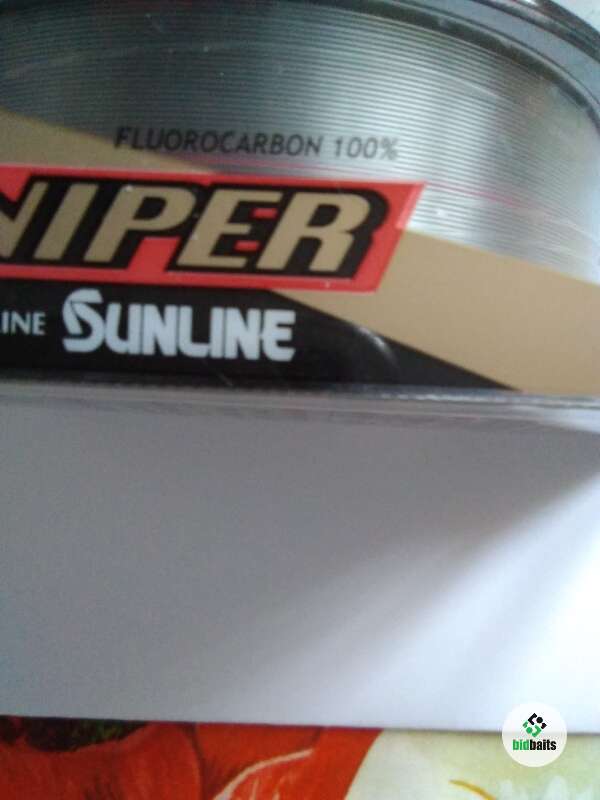 FLUOROCARBON 100%
NIPER
INE SUNLINE
bidbaits